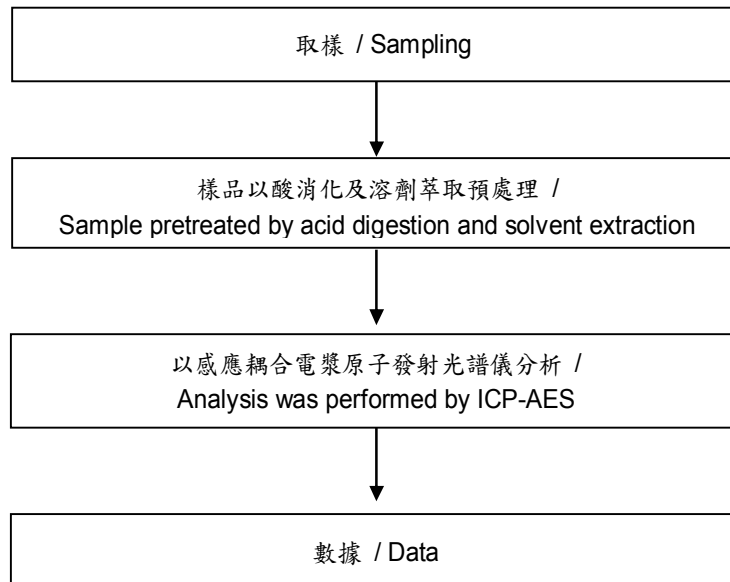 取樣 / Sampling
樣品以酸消化及溶劑萃取預處理 /
Sample pretreated by acid digestion and solvent extraction
以感應耦合電漿原子發射光譜儀分析 /
Analysis was performed by ICP-AES
數據 / Data